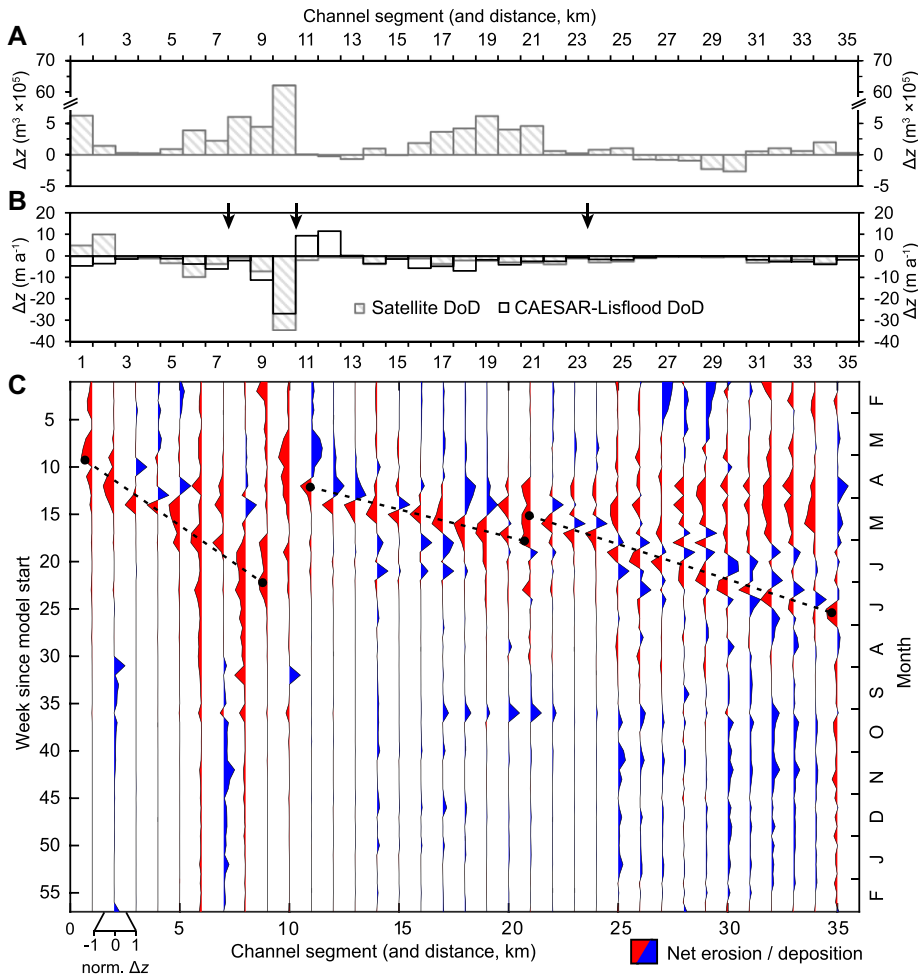 Channel segment (and distance, km)
A
1 3 5 7 9 11 13 15 17 19 21 23 25 27 29 31 33 35
Δz (m³ ×10⁵)
70
60
5
0
-5
70
60
5
0
-5
Δz (m³ ×10⁵)
B
Δz (m a⁻¹)
20
10
0
-10
-20
-30
-40
20
10
0
-10
-20
-30
-40
Δz (m a⁻¹)
Satellite DoD CAESAR-Lisflood DoD
1 3 5 7 9 11 13 15 17 19 21 23 25 27 29 31 33 35
C
Week since model start
5
10
15
20
25
30
35
40
45
50
55
F
M
A
M
J
J
A
S
O
N
D
J
F
Month
0 5 10 15 20 25 30 35
-1 0 1
norm. Δz
Channel segment (and distance, km)
Net erosion / deposition